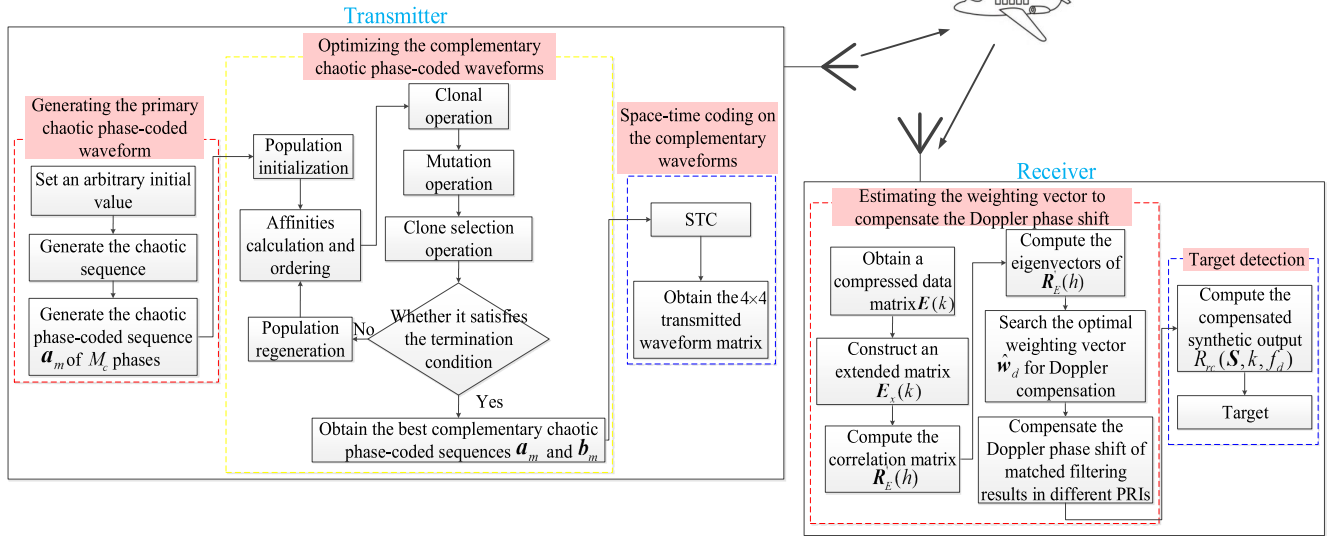 Transmitter
Generating the primary
chaotic phase-coded
waveform
Set an arbitrary initial
value
Generate the chaotic
sequence
Generate the chaotic
phase-coded sequence
a_m of M_c phases
Optimizing the complementary
chaotic phase-coded waveforms
Population
initialization
Affinities
calculation and
ordering
Population
regeneration
Clonal
operation
Mutation
operation
Clone selection
operation
Whether it satisfies
the termination
condition
No
Yes
Obtain the best complementary chaotic
phase-coded sequences a_m and b_m
Space-time coding on
the complementary
waveforms
STC
Obtain the 4×4
transmitted
waveform matrix
Receiver
Estimating the weighting vector to
compensate the Doppler phase shift
Obtain a
compressed data
matrix E(k)
Construct an
extended matrix
E_x(k)
Compute the
correlation matrix
R_E(h)
Compute the
eigenvectors of
R_E(h)
Search the optimal
weighting vector
ŵ_d for Doppler
compensation
Compensate the
Doppler phase shift of
matched filtering
results in different PRIs
Target detection
Compute the
compensated
synthetic output
R_rc(S, k, f_d)
Target